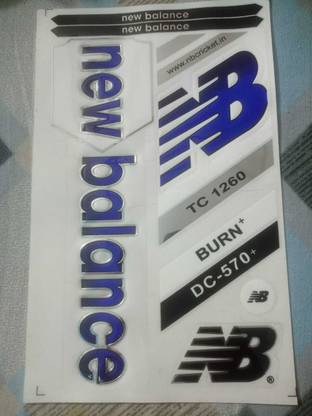 new balance
new balance
new balance
www.nbcricket.in
NB
TC 1260
BURN+
DC-570+
NB
NB®